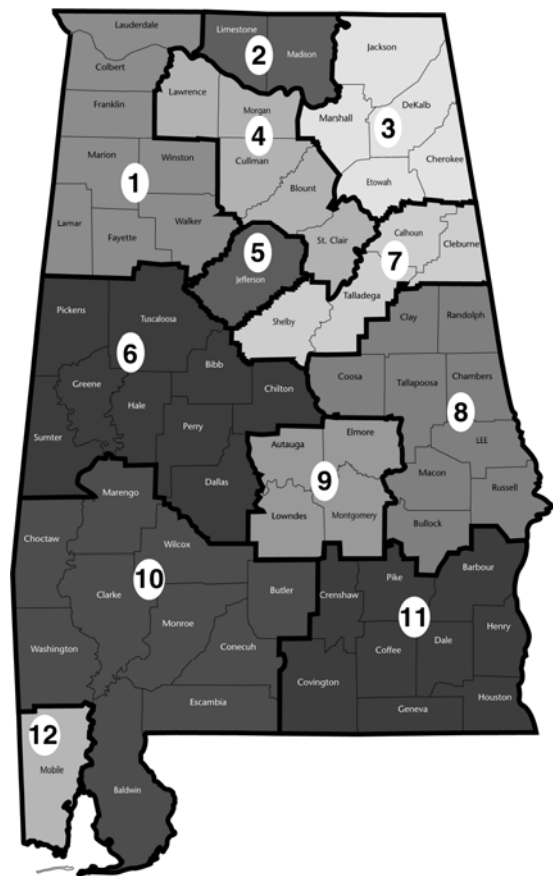 Lauderdale
Limestone
Madison
Jackson
2
Colbert
Lawrence
Franklin
Morgan
Marshall
DeKalb
3
4
Marion
Winston
Cullman
Cherokee
1
Blount
Etowah
Lamar
Fayette
Walker
St. Clair
Calhoun
Cleburne
5
7
Jefferson
Talladega
Pickens
Tuscaloosa
Shelby
Clay
Randolph
6
Bibb
Greene
Hale
Chilton
Coosa
Tallapoosa
Chambers
8
Sumter
Perry
Autauga
Elmore
LEE
Dallas
9
Macon
Marengo
Lowndes
Montgomery
Russell
Bullock
Choctaw
Wilcox
10
Clarke
Butler
Crenshaw
Pike
Barbour
11
Monroe
Washington
Conecuh
Coffee
Dale
Henry
Covington
Escambia
Geneva
Houston
12
Mobile
Baldwin